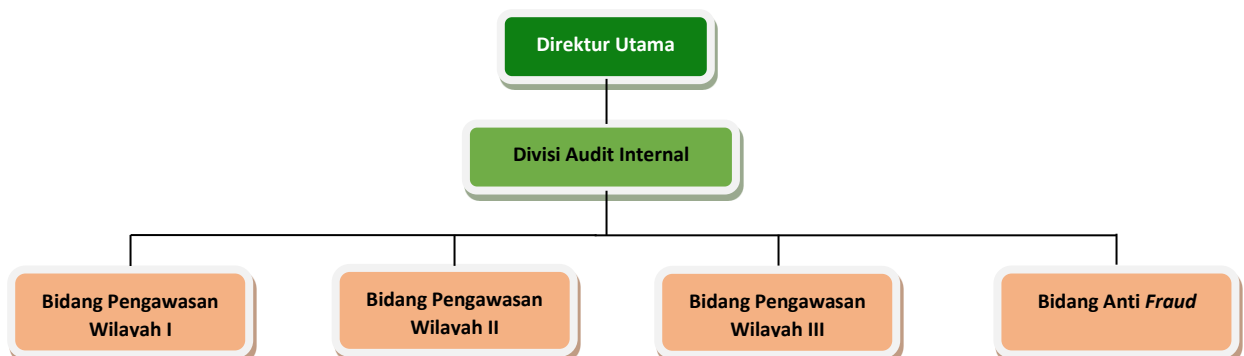 Direktur Utama
Divisi Audit Internal
Bidang Pengawasan
Wilayah I
Bidang Pengawasan
Wilayah II
Bidang Pengawasan
Wilayah III
Bidang Anti Fraud